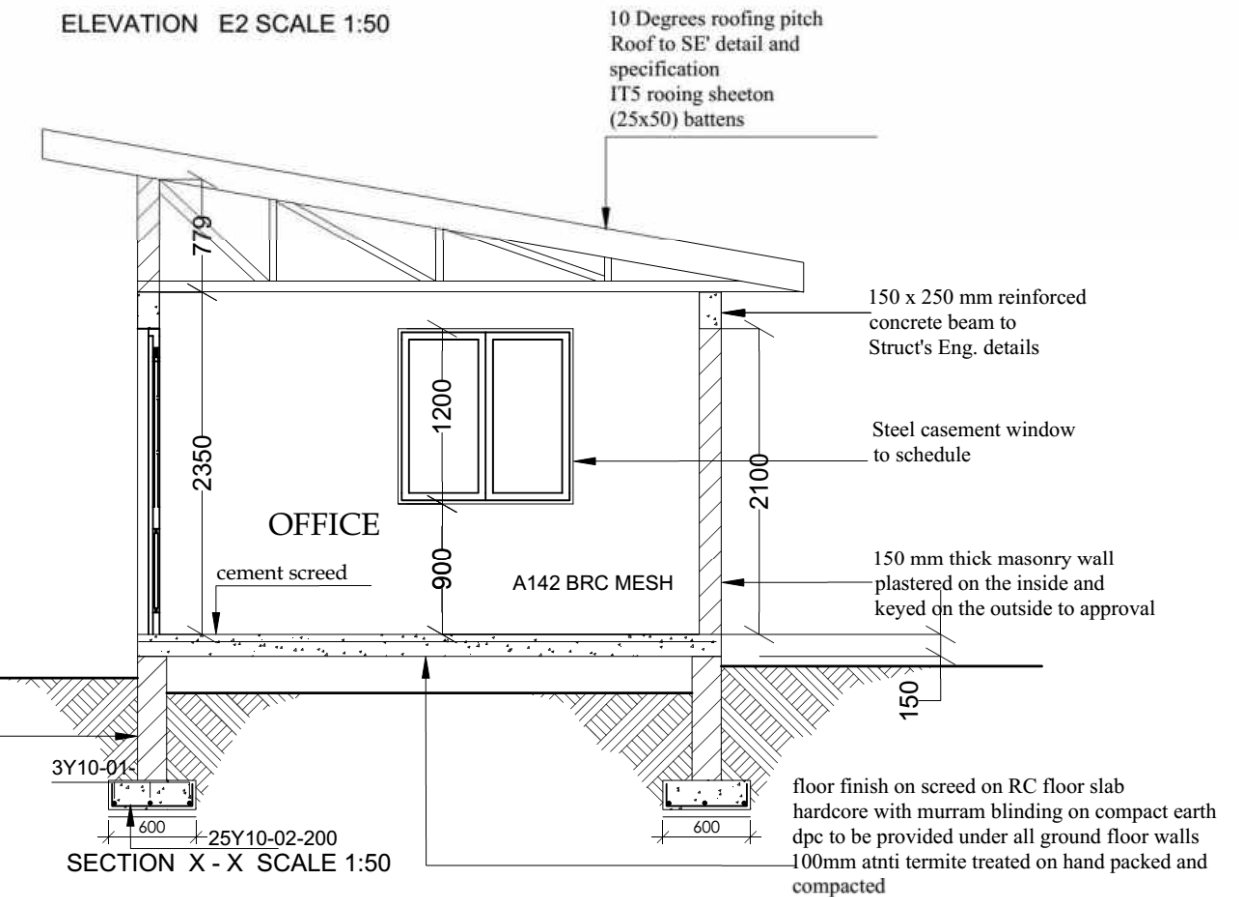 ELEVATION E2 SCALE 1:50
10 Degrees roofing pitch
Roof to SE' detail and
specification
IT5 rooing sheeton
(25x50) battens
779
150 x 250 mm reinforced
concrete beam to
Struct's Eng. details
1200
Steel casement window
to schedule
2350
2100
OFFICE
900
cement screed
A142 BRC MESH
150 mm thick masonry wall
plastered on the inside and
keyed on the outside to approval
150
3Y10-01-
600
25Y10-02-200
600
SECTION X - X SCALE 1:50
floor finish on screed on RC floor slab
hardcore with murram blinding on compact earth
dpc to be provided under all ground floor walls
100mm atnti termite treated on hand packed and
compacted